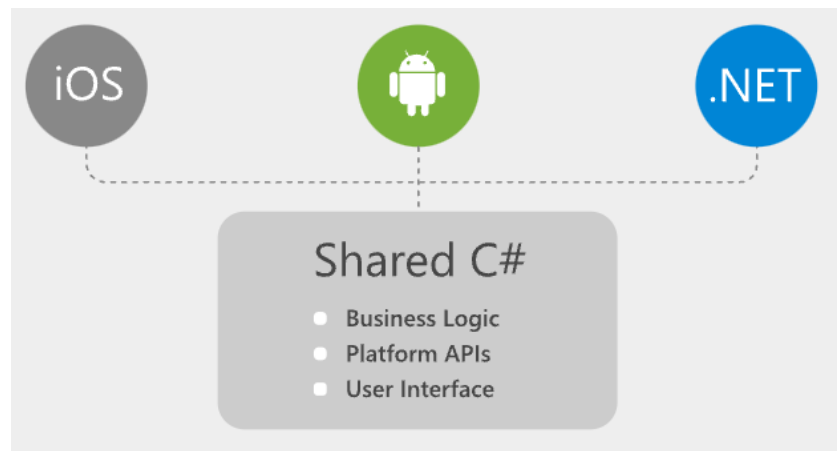 iOS
.NET
Shared C#
Business Logic
Platform APIs
User Interface